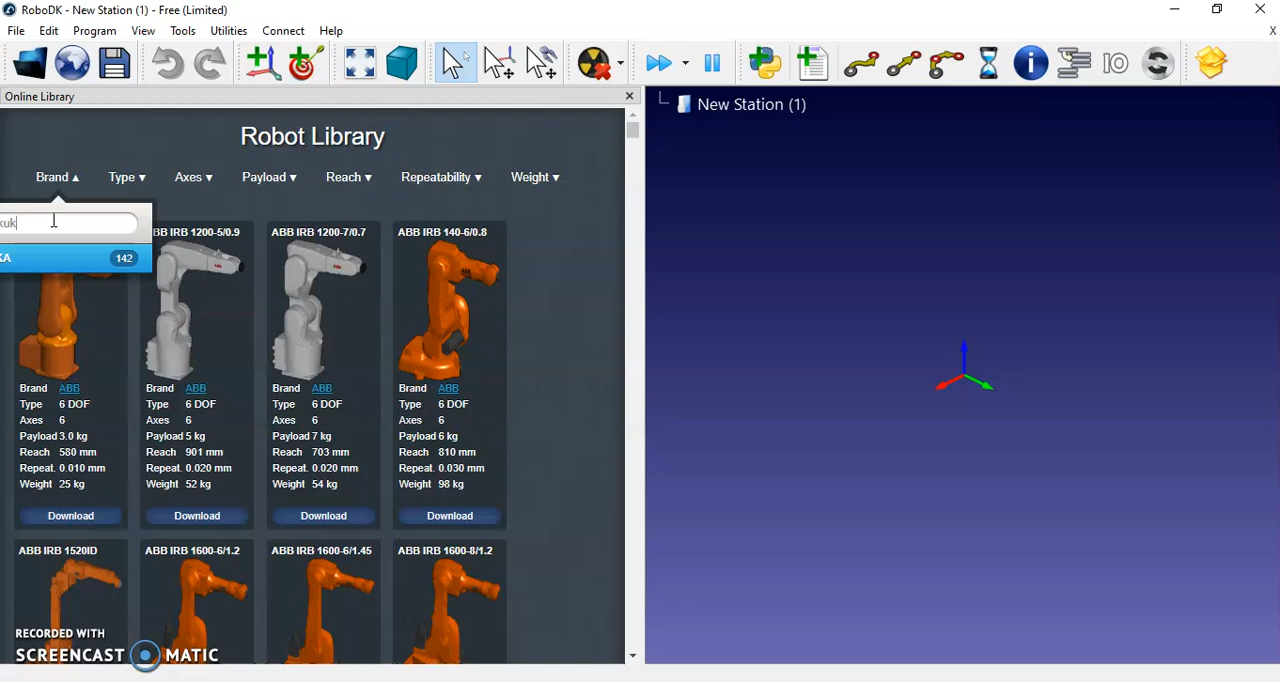 RoboDK - New Station (1) - Free (Limited)
File Edit Program View Tools Utilities Connect Help
Online Library
New Station (1)
Robot Library
Brand ▴ Type ▾ Axes ▾ Payload ▾ Reach ▾ Repeatability ▾ Weight ▾
kuk
KA 142
IRB 1200-5/0.9
ABB IRB 1200-7/0.7
ABB IRB 140-6/0.8
Brand ABB Brand ABB Brand ABB Brand ABB
Type 6 DOF Type 6 DOF Type 6 DOF Type 6 DOF
Axes 6 Axes 6 Axes 6 Axes 6
Payload 3.0 kg Payload 5 kg Payload 7 kg Payload 6 kg
Reach 580 mm Reach 901 mm Reach 703 mm Reach 810 mm
Repeat. 0.010 mm Repeat. 0.020 mm Repeat. 0.020 mm Repeat. 0.030 mm
Weight 25 kg Weight 52 kg Weight 54 kg Weight 98 kg
Download Download Download Download
ABB IRB 1520ID ABB IRB 1600-6/1.2 ABB IRB 1600-6/1.45 ABB IRB 1600-8/1.2
RECORDED WITH
SCREENCAST MATIC
IO